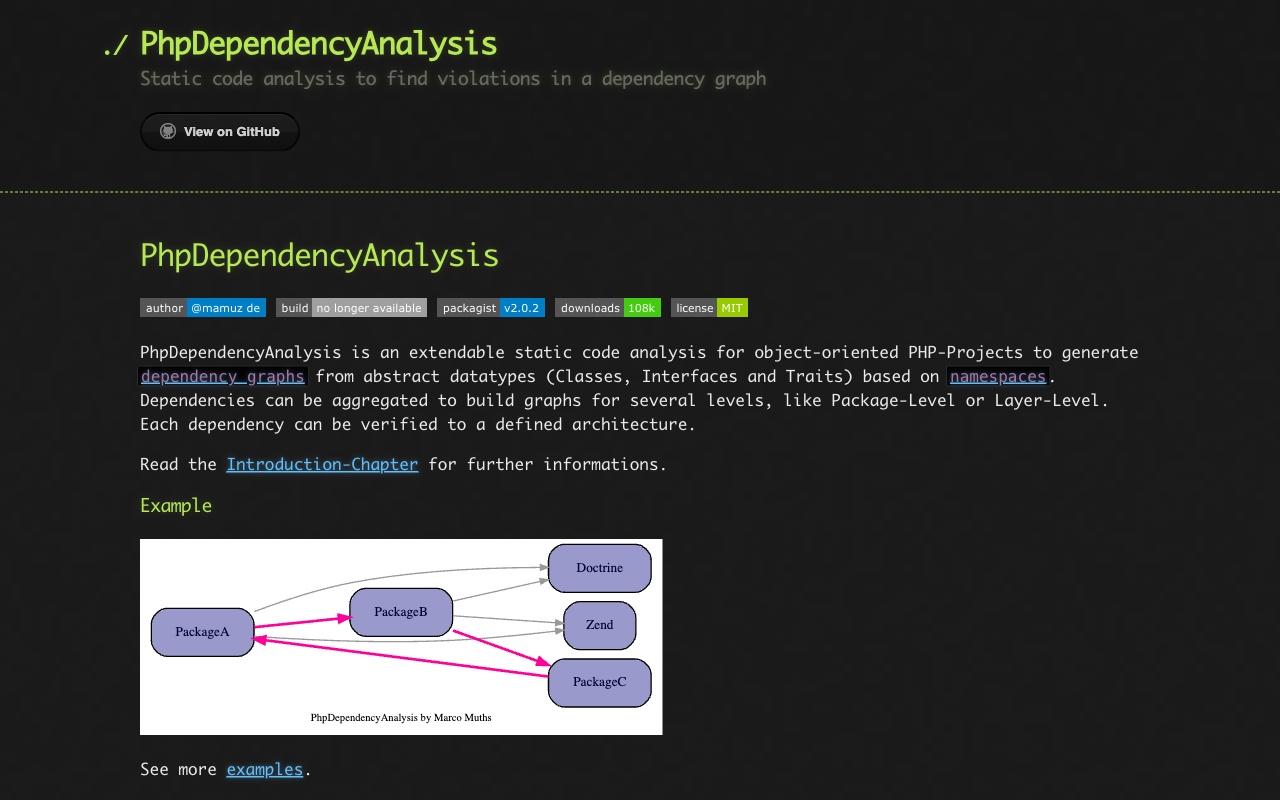 ./ PhpDependencyAnalysis
Static code analysis to find violations in a dependency graph
View on GitHub
PhpDependencyAnalysis
author @mamuz de build no longer available packagist v2.0.2 downloads 108k license MIT
PhpDependencyAnalysis is an extendable static code analysis for object-oriented PHP-Projects to generate
dependency graphs from abstract datatypes (Classes, Interfaces and Traits) based on namespaces.
Dependencies can be aggregated to build graphs for several levels, like Package-Level or Layer-Level.
Each dependency can be verified to a defined architecture.
Read the Introduction-Chapter for further informations.
Example
Doctrine
PackageB
Zend
PackageA
PackageC
PhpDependencyAnalysis by Marco Muths
See more examples.